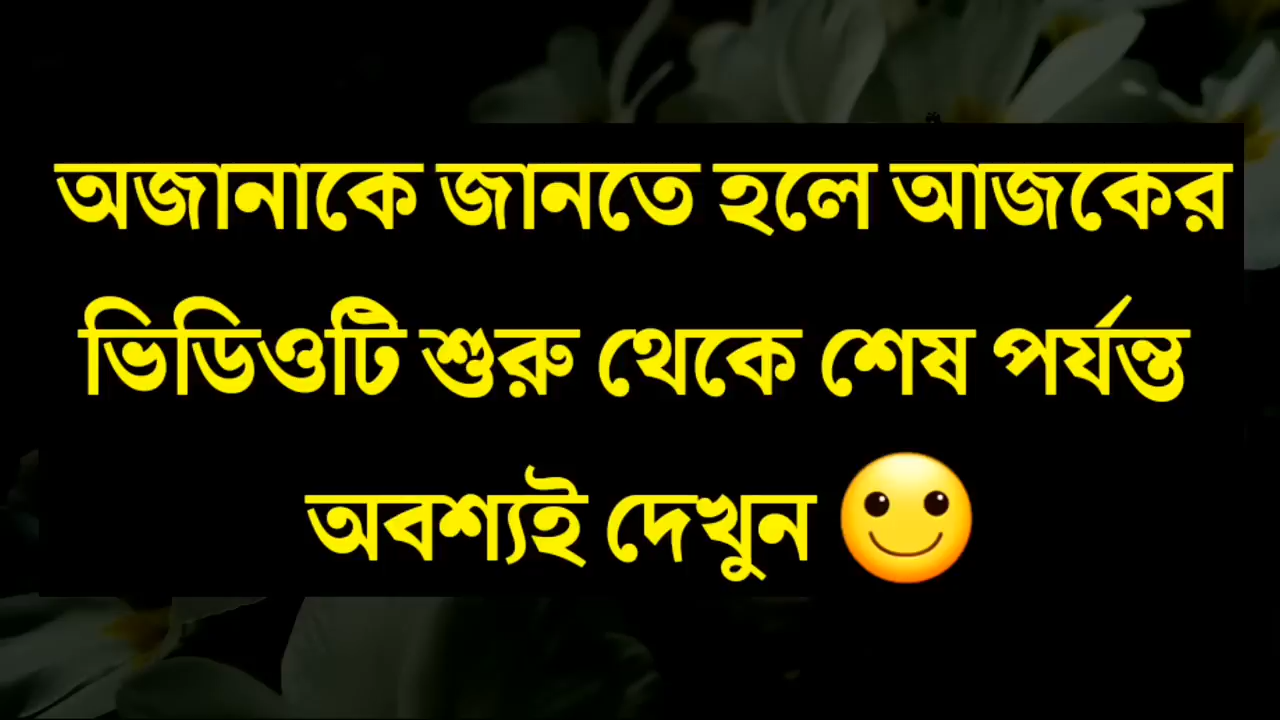 অজানাকে জানতে হলে আজকের
ভিডিওটি শুরু থেকে শেষ পর্যন্ত
অবশ্যই দেখুন 🙂